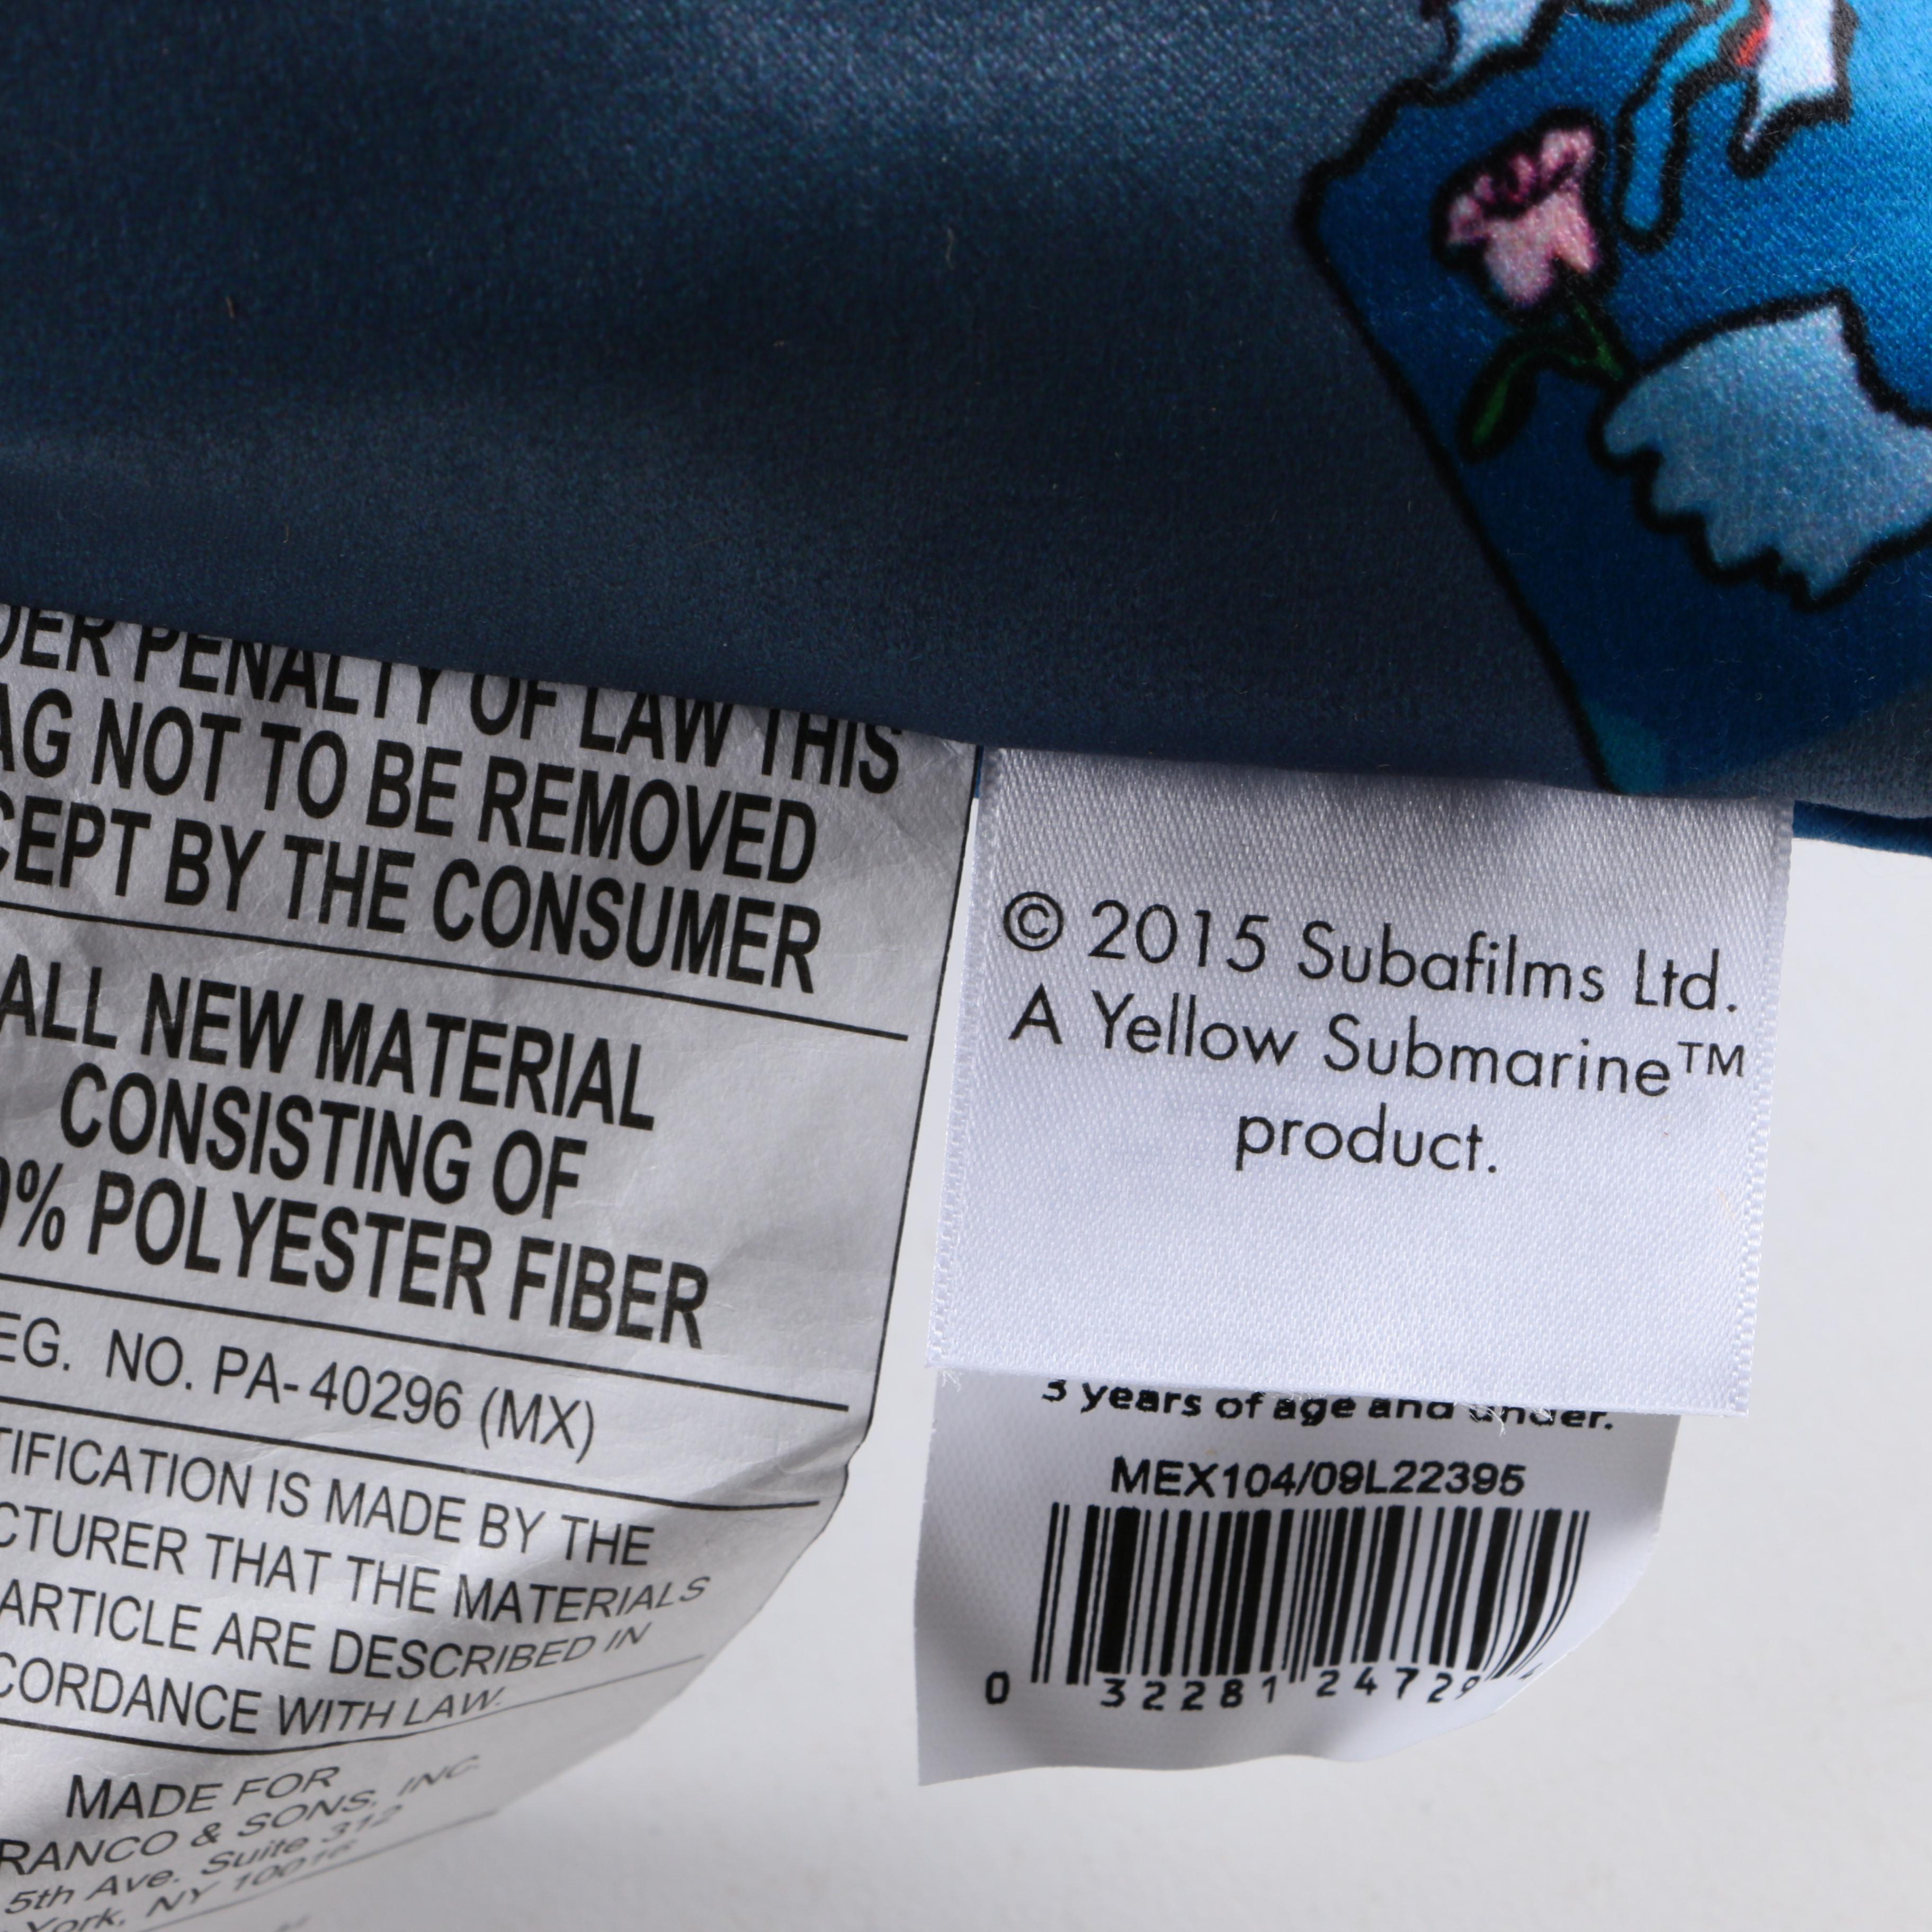 DER PENALTY OF LAW THIS
AG NOT TO BE REMOVED
CEPT BY THE CONSUMER
ALL NEW MATERIAL
CONSISTING OF
0% POLYESTER FIBER
EG. NO. PA-40296 (MX)
TIFICATION IS MADE BY THE
CTURER THAT THE MATERIALS
ARTICLE ARE DESCRIBED IN
CORDANCE WITH LAW.
MADE FOR
RANCO & SONS, INC.
5th Ave. Suite 312
York, NY 10016
© 2015 Subafilms Ltd.
A Yellow Submarine™
product.
3 years of age and under.
MEX104/09L22395
0 32281 24729